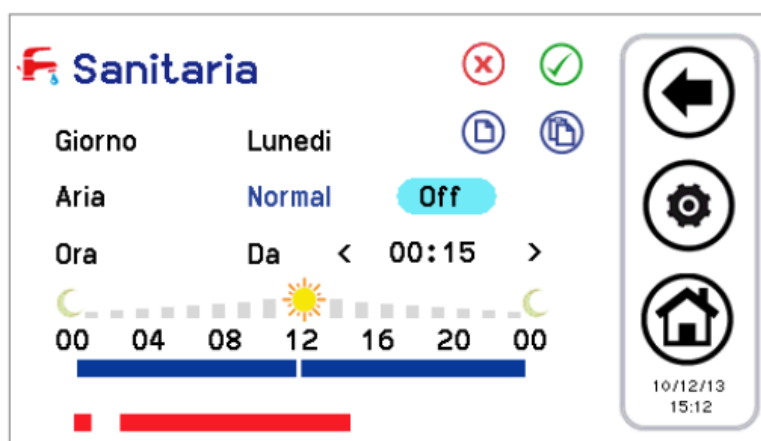 Sanitaria
Giorno Lunedi
Aria Normal Off
Ora Da < 00:15 >
00 04 08 12 16 20 00
10/12/13
15:12